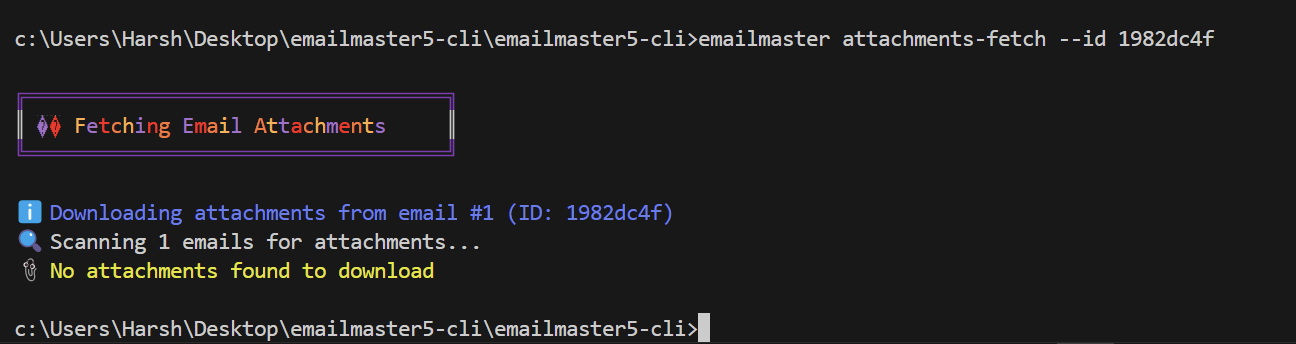 c:\Users\Harsh\Desktop\emailmaster5-cli\emailmaster5-cli>emailmaster attachments-fetch --id 1982dc4f
Fetching Email Attachments
Downloading attachments from email #1 (ID: 1982dc4f)
Scanning 1 emails for attachments...
No attachments found to download
c:\Users\Harsh\Desktop\emailmaster5-cli\emailmaster5-cli>